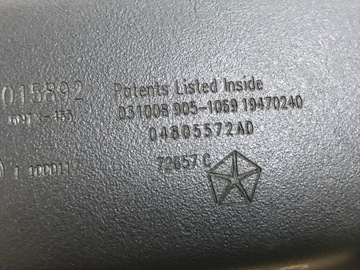 015892
Patents Listed Inside
031008 905-1069 19470240
04805572AD
72657 C